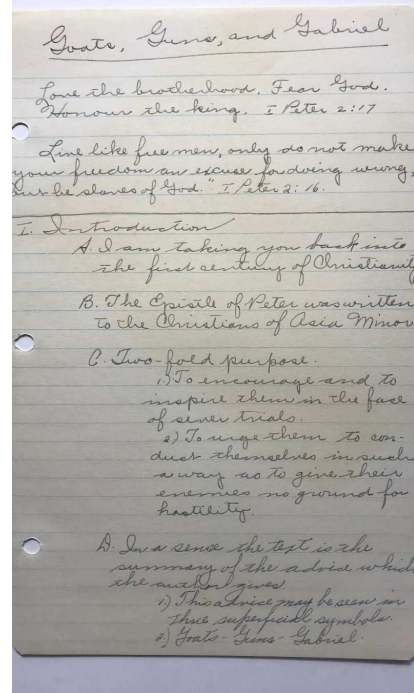 Goats, Guns, and Gabriel
Love the brotherhood. Fear God.
Honour the king. I Peter 2:17
Live like free men, only do not make
your freedom an excuse for doing wrong,
but be slaves of God." I Peter 2:16.
I. Introduction
A. I am taking you back into
the first century of Christianity
B. The Epistle of Peter was written
to the Christians of Asia Minor
C. Two-fold purpose.
1.) To encourage and to
inspire them in the face
of sever trials.
2) To urge them to con-
duct themselves in such
a way as to give their
enemies no ground for
hostility.
D. In a sense the text is the
summary of the advice which
the author gives
1.) This advice may be seen in
three superficial symbols.
2.) Goats - Guns - Gabriel.